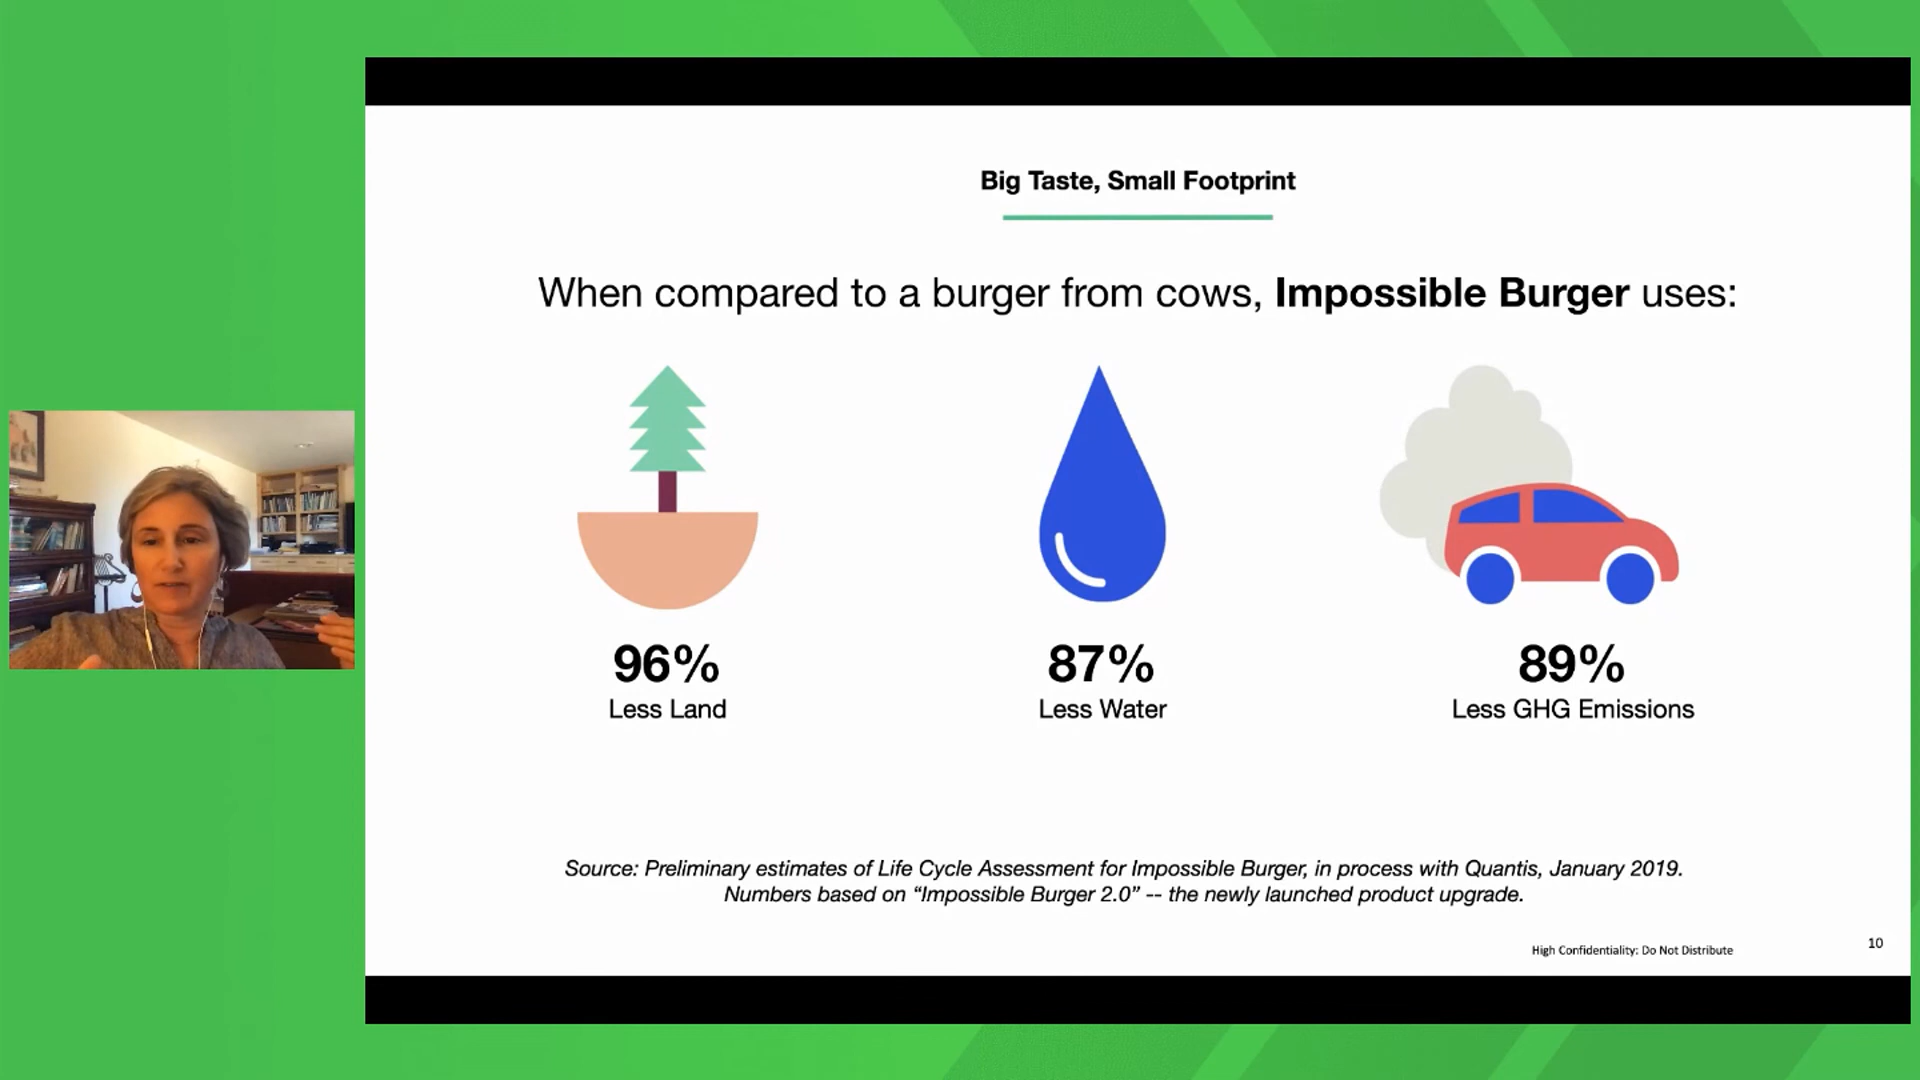 Big Taste, Small Footprint
When compared to a burger from cows, Impossible Burger uses:
96%
Less Land
87%
Less Water
89%
Less GHG Emissions
Source: Preliminary estimates of Life Cycle Assessment for Impossible Burger, in process with Quantis, January 2019.
Numbers based on “Impossible Burger 2.0” -- the newly launched product upgrade.
High Confidentiality: Do Not Distribute
10